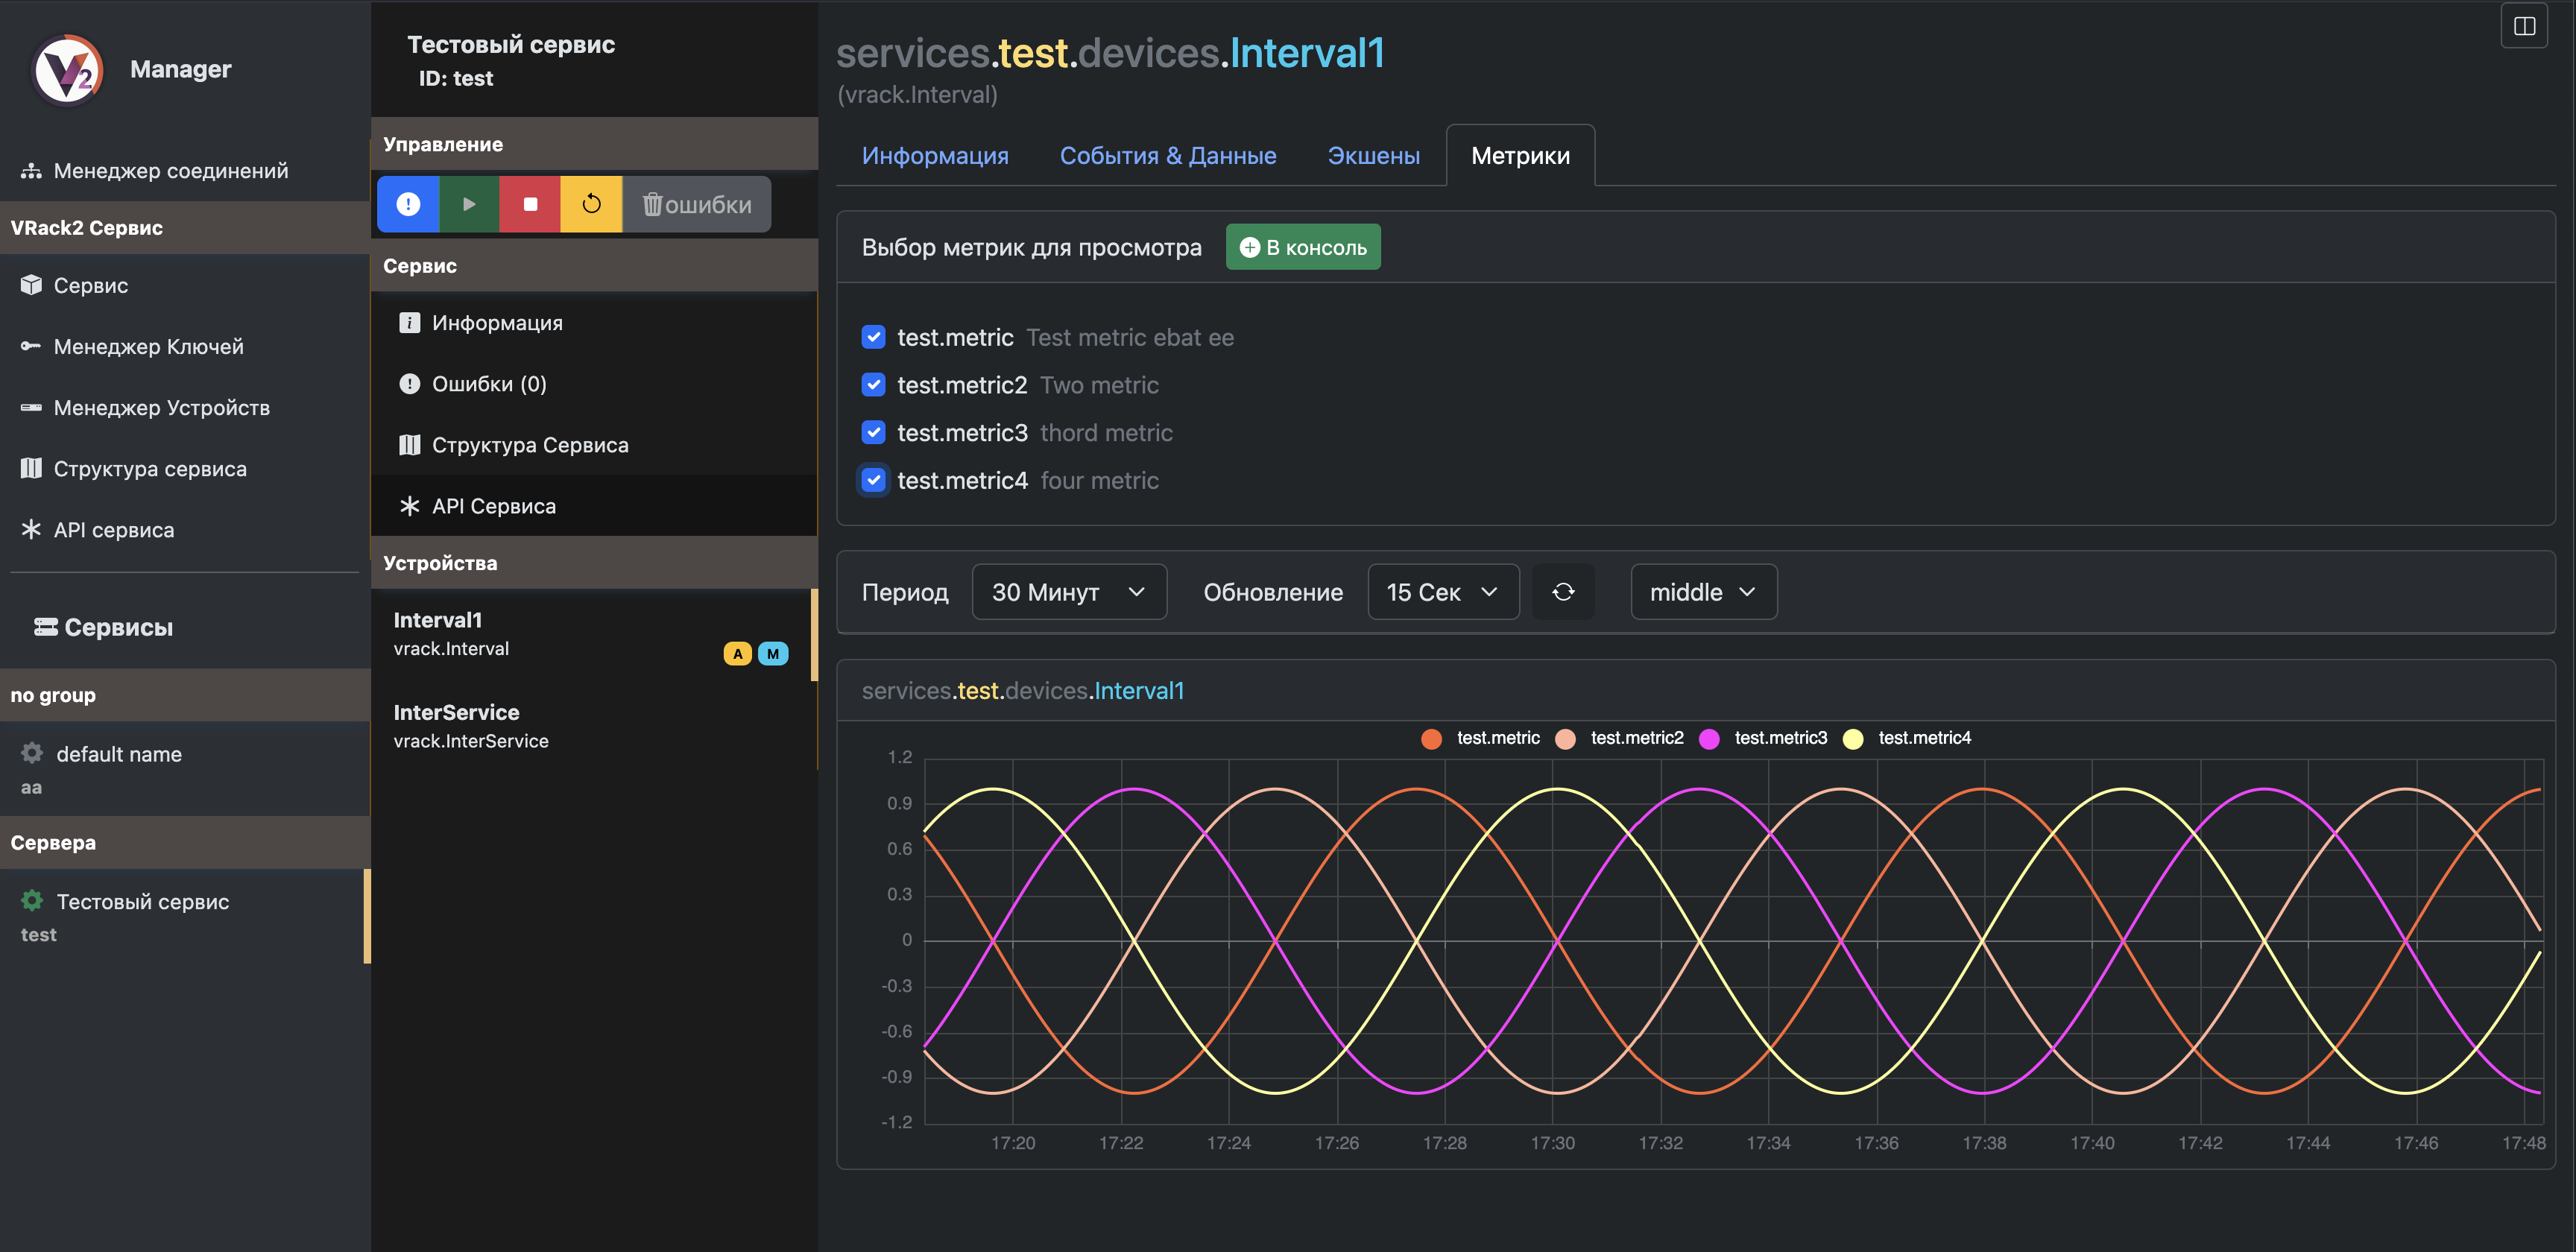 V2
Manager
Менеджер соединений
VRack2 Сервис
Сервис
Менеджер Ключей
Менеджер Устройств
Структура сервиса
API сервиса
Сервисы
no group
default name
aa
Сервера
Тестовый сервис
test
Тестовый сервис
ID: test
Управление
ошибки
Сервис
Информация
Ошибки (0)
Структура Сервиса
API Сервиса
Устройства
Interval1
vrack.Interval
A M
InterService
vrack.InterService
services.test.devices.Interval1
(vrack.Interval)
Информация События & Данные Экшены Метрики
Выбор метрик для просмотра В консоль
test.metric Test metric ebat ee
test.metric2 Two metric
test.metric3 thord metric
test.metric4 four metric
Период 30 Минут Обновление 15 Сек middle
services.test.devices.Interval1
test.metric test.metric2 test.metric3 test.metric4
1.2
0.9
0.6
0.3
0
-0.3
-0.6
-0.9
-1.2
17:20 17:22 17:24 17:26 17:28 17:30 17:32 17:34 17:36 17:38 17:40 17:42 17:44 17:46 17:48